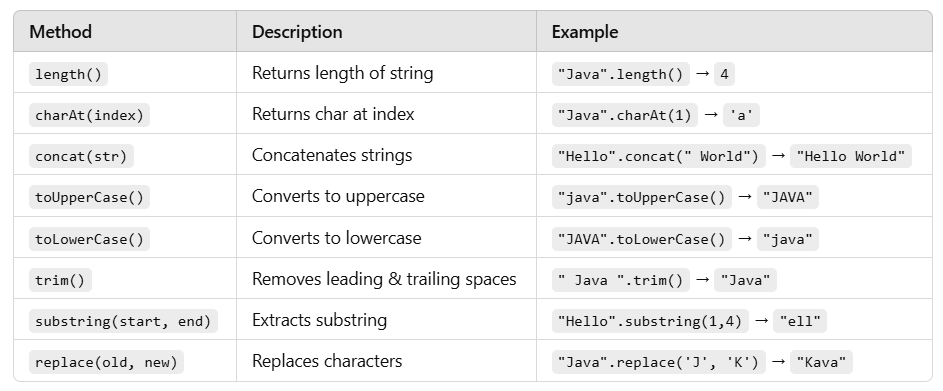 Method Description Example
length() Returns length of string "Java".length() → 4
charAt(index) Returns char at index "Java".charAt(1) → 'a'
concat(str) Concatenates strings "Hello".concat(" World") → "Hello World"
toUpperCase() Converts to uppercase "java".toUpperCase() → "JAVA"
toLowerCase() Converts to lowercase "JAVA".toLowerCase() → "java"
trim() Removes leading & trailing spaces " Java ".trim() → "Java"
substring(start, end) Extracts substring "Hello".substring(1,4) → "ell"
replace(old, new) Replaces characters "Java".replace('J', 'K') → "Kava"